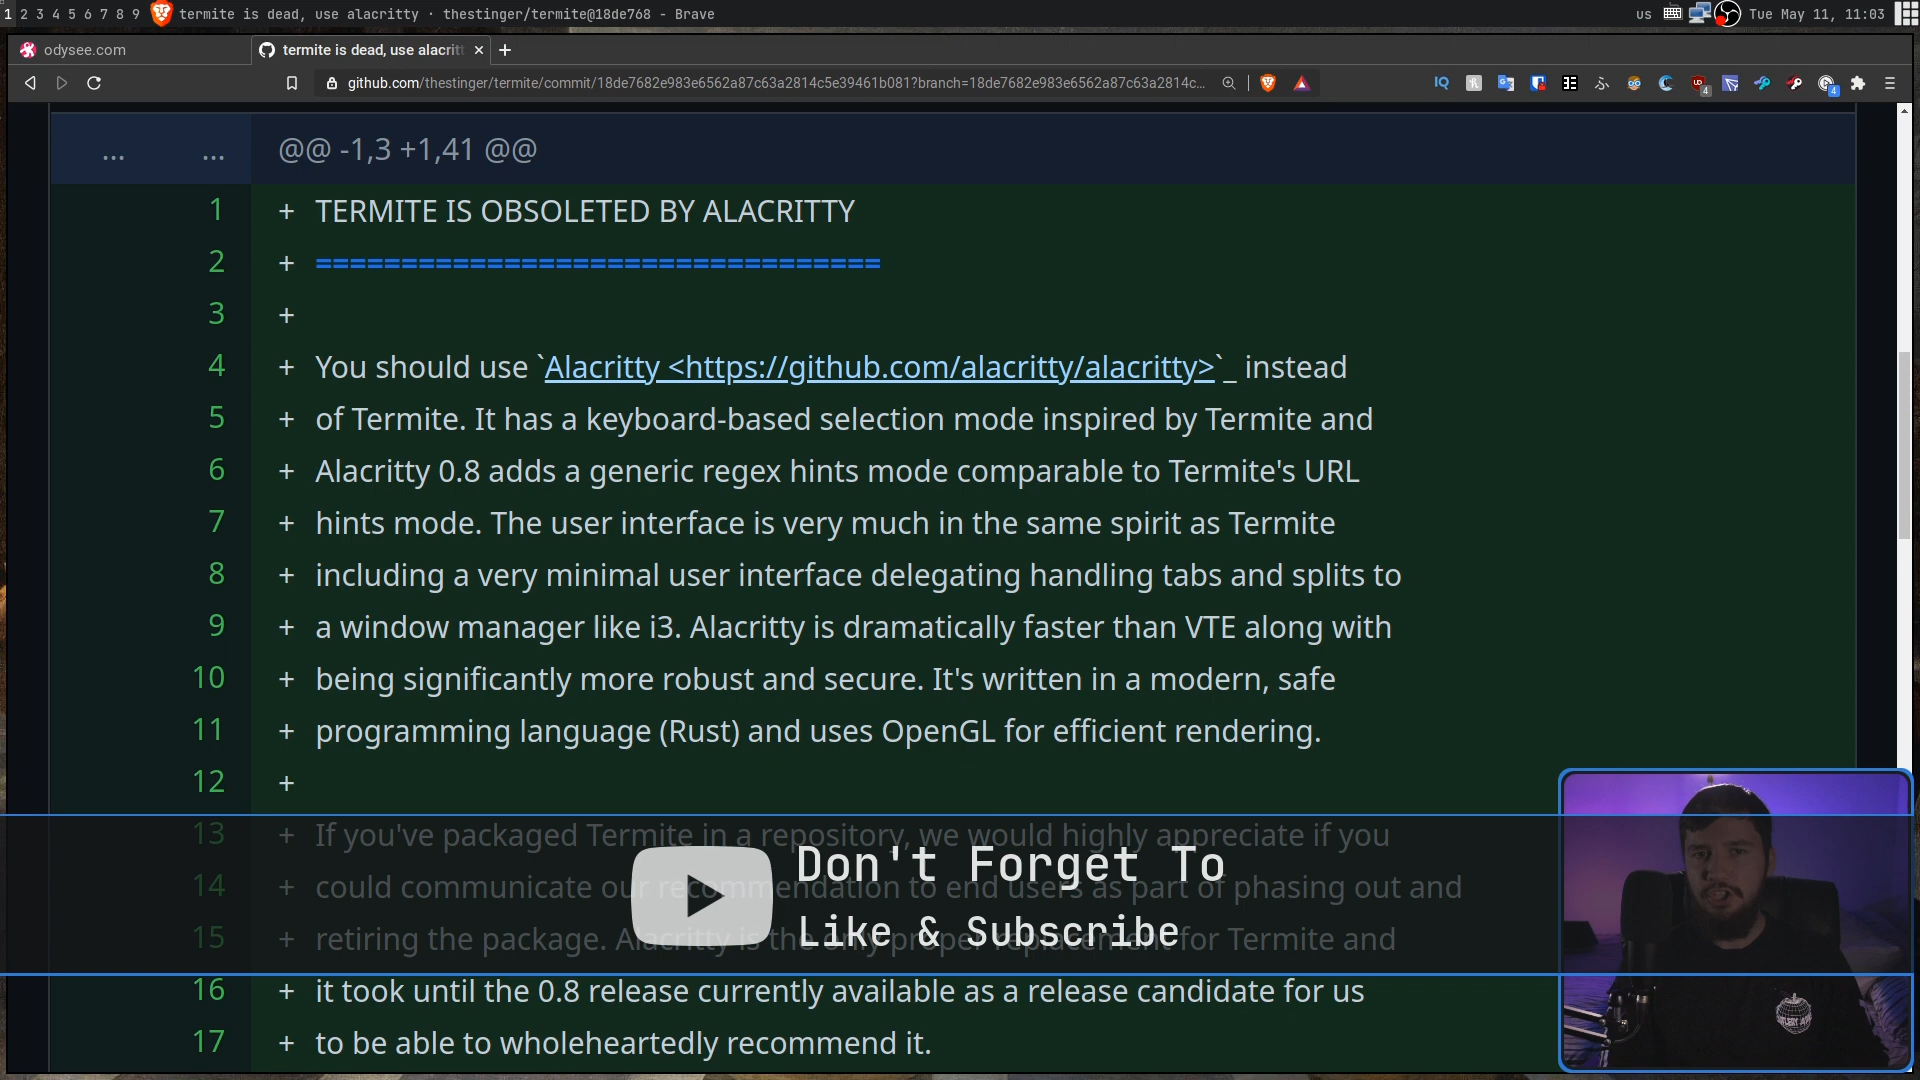 1 2 3 4 5 6 7 8 9 termite is dead, use alacritty · thestinger/termite@18de768 - Brave
us Tue May 11, 11:03
odysee.com
termite is dead, use alacritt
github.com/thestinger/termite/commit/18de7682e983e6562a87c63a2814c5e39461b081?branch=18de7682e983e6562a87c63a2814c...
... ... @@ -1,3 +1,41 @@
1 + TERMITE IS OBSOLETED BY ALACRITTY
2 + =================================
3 +
4 + You should use `Alacritty <https://github.com/alacritty/alacritty>`_ instead
5 + of Termite. It has a keyboard-based selection mode inspired by Termite and
6 + Alacritty 0.8 adds a generic regex hints mode comparable to Termite's URL
7 + hints mode. The user interface is very much in the same spirit as Termite
8 + including a very minimal user interface delegating handling tabs and splits to
9 + a window manager like i3. Alacritty is dramatically faster than VTE along with
10 + being significantly more robust and secure. It's written in a modern, safe
11 + programming language (Rust) and uses OpenGL for efficient rendering.
12 +
13 + If you've packaged Termite in a repository, we would highly appreciate if you
14 + could communicate our recommendation to end users as part of phasing out and
15 + retiring the package. Alacritty is the only proper replacement for Termite and
16 + it took until the 0.8 release currently available as a release candidate for us
17 + to be able to wholeheartedly recommend it.
Don't Forget To
Like & Subscribe